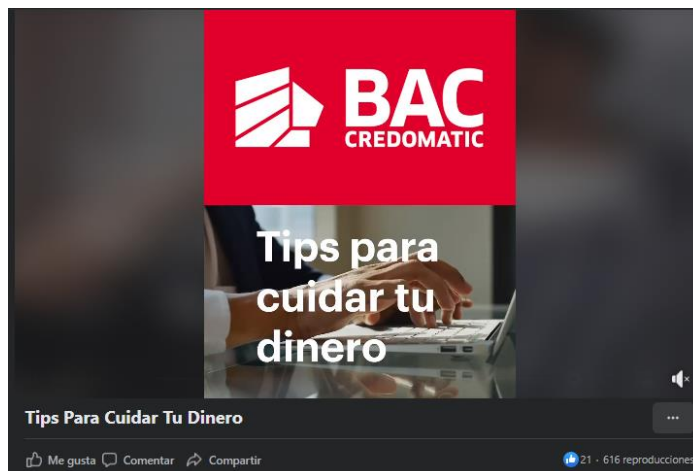 BAC
CREDOMATIC
Tips para
cuidar tu
dinero
Tips Para Cuidar Tu Dinero
...
Me gusta Comentar Compartir
21 - 616 reproducciones